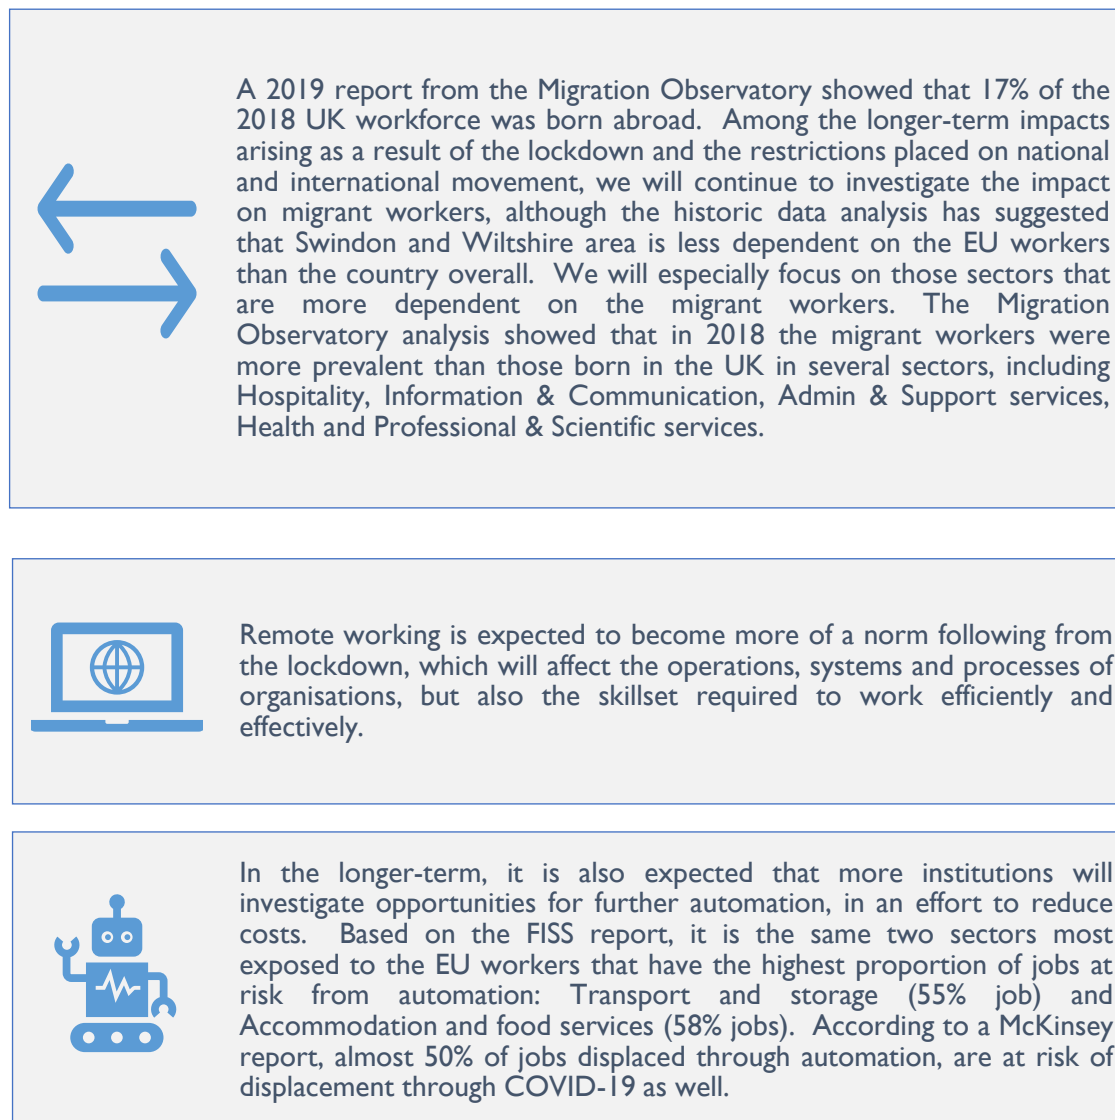 A 2019 report from the Migration Observatory showed that 17% of the
2018 UK workforce was born abroad.  Among the longer-term impacts
arising as a result of the lockdown and the restrictions placed on national
and international movement, we will continue to investigate the impact
on migrant workers, although the historic data analysis has suggested
that Swindon and Wiltshire area is less dependent on the EU workers
than the country overall.  We will especially focus on those sectors that
are more dependent on the migrant workers. The Migration
Observatory analysis showed that in 2018 the migrant workers were
more prevalent than those born in the UK in several sectors, including
Hospitality, Information & Communication, Admin & Support services,
Health and Professional & Scientific services.
Remote working is expected to become more of a norm following from
the lockdown, which will affect the operations, systems and processes of
organisations, but also the skillset required to work efficiently and
effectively.
In the longer-term, it is also expected that more institutions will
investigate opportunities for further automation, in an effort to reduce
costs.  Based on the FISS report, it is the same two sectors most
exposed to the EU workers that have the highest proportion of jobs at
risk from automation: Transport and storage (55% job) and
Accommodation and food services (58% jobs).  According to a McKinsey
report, almost 50% of jobs displaced through automation, are at risk of
displacement through COVID-19 as well.